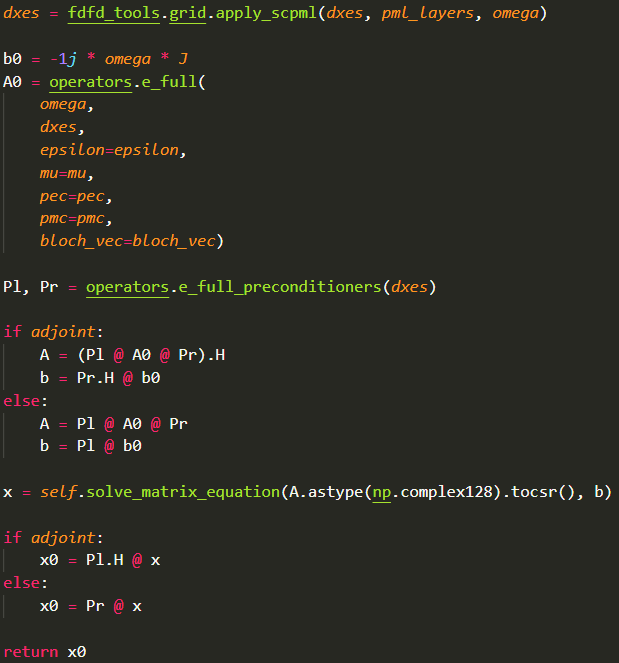 dxes = fdfd_tools.grid.apply_scpml(dxes, pml_layers, omega)
b0 = -1j * omega * J
A0 = operators.e_full(
omega,
dxes,
epsilon=epsilon,
mu=mu,
pec=pec,
pmc=pmc,
bloch_vec=bloch_vec)
Pl, Pr = operators.e_full_preconditioners(dxes)
if adjoint:
A = (Pl @ A0 @ Pr).H
b = Pr.H @ b0
else:
A = Pl @ A0 @ Pr
b = Pl @ b0
x = self.solve_matrix_equation(A.astype(np.complex128).tocsr(), b)
if adjoint:
x0 = Pl.H @ x
else:
x0 = Pr @ x
return x0